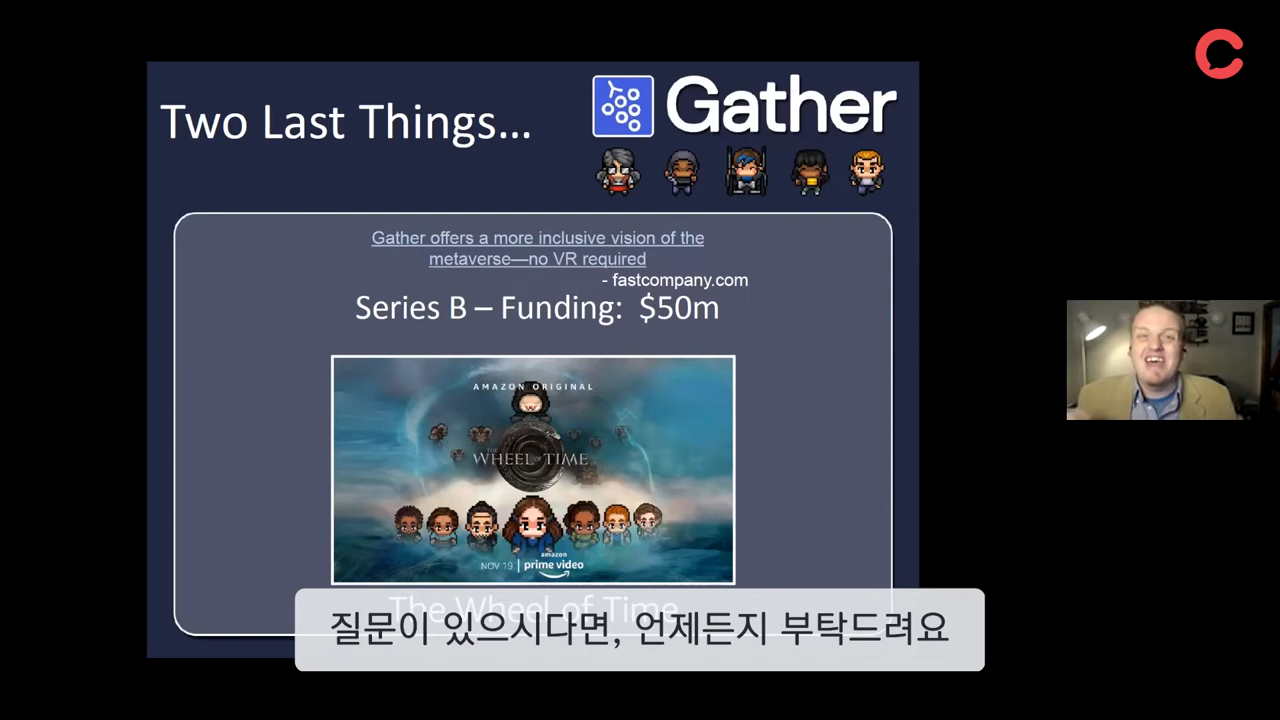 Two Last Things...
Gather
Gather offers a more inclusive vision of the
metaverse—no VR required
- fastcompany.com
Series B – Funding: $50m
AMAZON ORIGINAL
THE
WHEEL OF TIME
amazon
NOV 19 | prime video
The Wheel of Time
질문이 있으시다면, 언제든지 부탁드려요